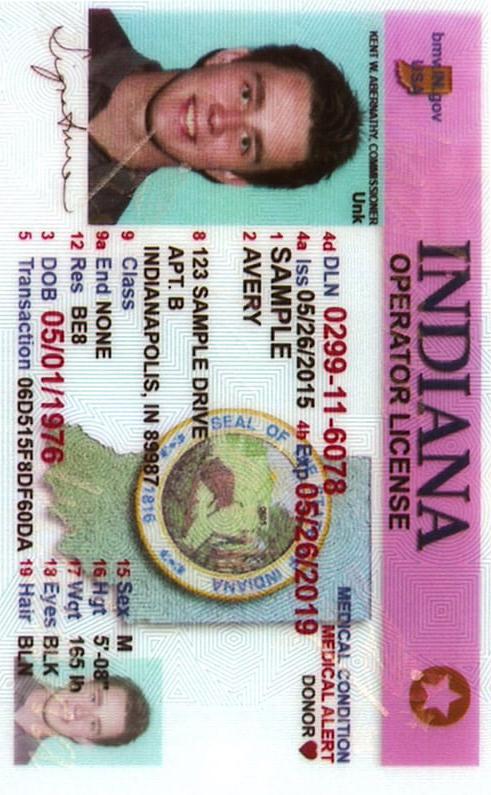 bmv.IN.gov
USA
INDIANA
OPERATOR LICENSE
KENT W. ABERNATHY, COMMISSIONER
Unk
4d DLN 0299-11-6078
4a Iss 05/26/2015 4b Exp 05/26/2019
1 SAMPLE
2 AVERY
MEDICAL CONDITION
MEDICAL ALERT
DONOR
8 123 SAMPLE DRIVE
APT. B
INDIANAPOLIS, IN 89987
SEAL OF
INDIANA
1816
9 Class
9a End NONE
12 Res BE8
3 DOB 05/01/1976
5 Transaction 06D515F8DF60DA
15 Sex M
16 Hgt 5'-08"
17 Wgt 165 lb
18 Eyes BLK
19 Hair BLN
Signature